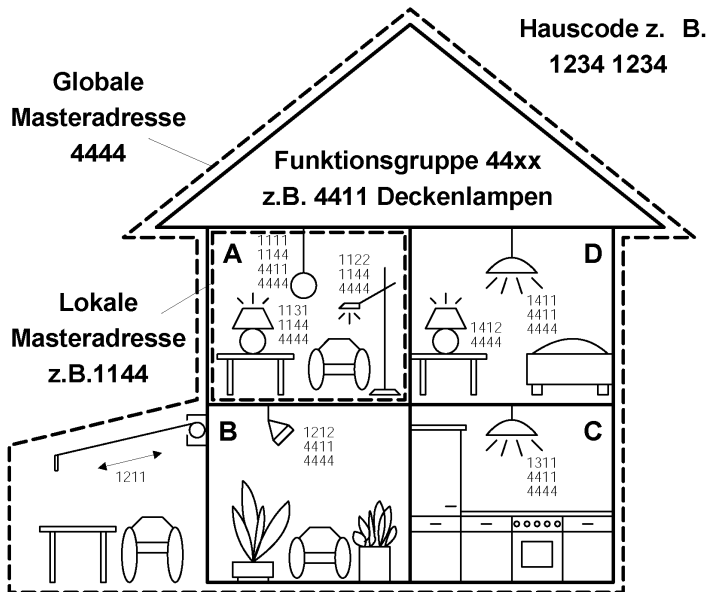 Hauscode z. B.
1234 1234
Globale
Masteradresse
4444
Funktionsgruppe 44xx
z.B. 4411 Deckenlampen
A
1111
1144
4411
4444
1122
1144
4444
1131
1144
4444
D
1411
4411
4444
1412
4444
Lokale
Masteradresse
z.B.1144
B
1212
4411
4444
C
1311
4411
4444
1211